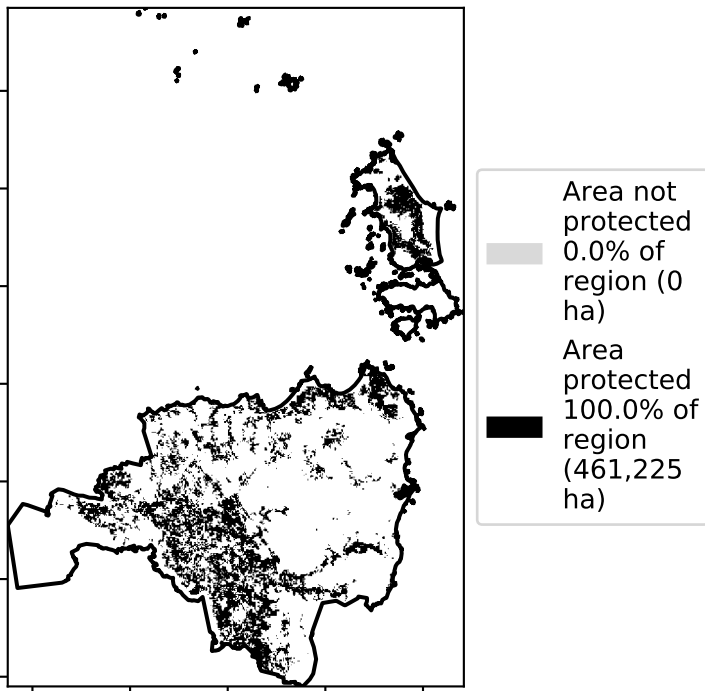 Area not
protected
0.0% of
region (0
ha)
Area
protected
100.0% of
region
(461,225
ha)